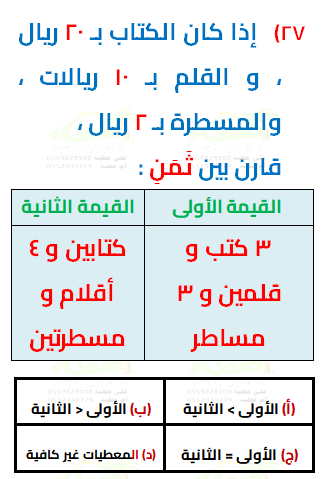 ٢٧) إذا كان الكتاب بـ ٢٠ ريال
، و القلم بـ ١٠ ريالات ،
والمسطرة بـ ٢ ريال ،
قارن بين ثَمَنِ :
القيمة الأولى
القيمة الثانية
٣ كتب و
قلمين و ٣
مساطر
كتابين و ٤
أقلام و
مسطرتين
(أ) الأولى > الثانية
(ب) الأولى < الثانية
(ج) الأولى = الثانية
(د) المعطيات غير كافية